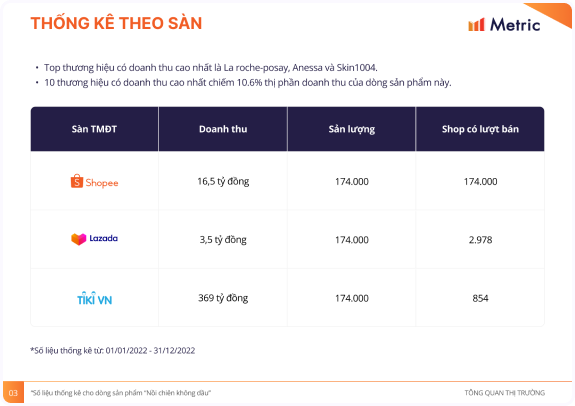 THỐNG KÊ THEO SÀN
Metric
• Top thương hiệu có doanh thu cao nhất là La roche-posay, Anessa và Skin1004.
• 10 thương hiệu có doanh thu cao nhất chiếm 10.6% thị phần doanh thu của dòng sản phẩm này.
Sàn TMĐT Doanh thu Sản lượng Shop có lượt bán
Shopee 16,5 tỷ đồng 174.000 174.000
Lazada 3,5 tỷ đồng 174.000 2.978
TIKI VN 369 tỷ đồng 174.000 854
*Số liệu thống kê từ: 01/01/2022 - 31/12/2022
03 *Số liệu thống kê cho dòng sản phẩm "Nồi chiên không dầu" TỔNG QUAN THỊ TRƯỜNG